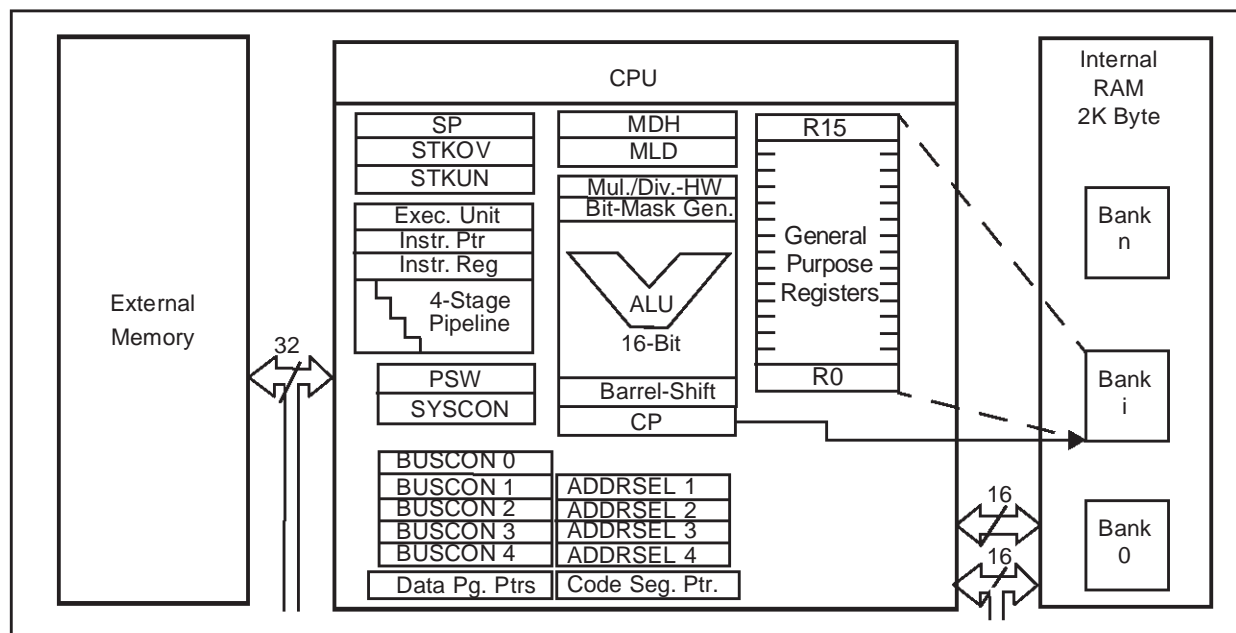 CPU
External
Memory
32
SP
STKOV
STKUN
Exec. Unit
Instr. Ptr
Instr. Reg
4-Stage
Pipeline
PSW
SYSCON
BUSCON 0
BUSCON 1
BUSCON 2
BUSCON 3
BUSCON 4
Data Pg. Ptrs
MDH
MLD
Mul./Div.-HW
Bit-Mask Gen.
ALU
16-Bit
Barrel-Shift
CP
ADDRSEL 1
ADDRSEL 2
ADDRSEL 3
ADDRSEL 4
Code Seg. Ptr.
R15
General
Purpose
Registers
R0
16
16
Internal
RAM
2K Byte
Bank
n
Bank
i
Bank
0